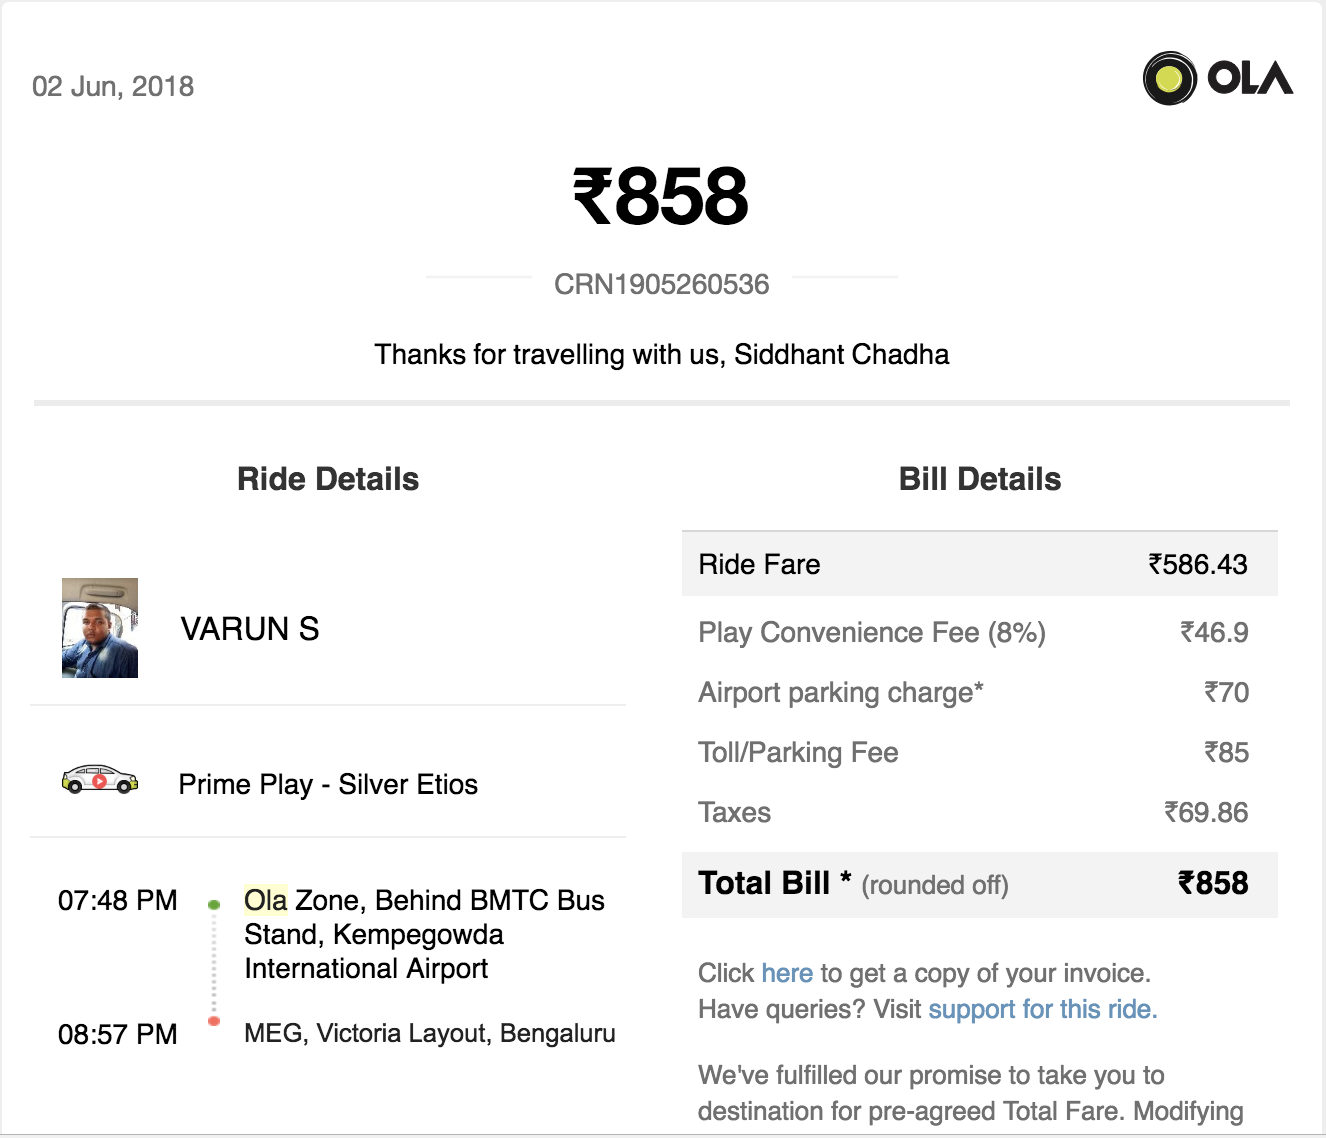 02 Jun, 2018
OLA
₹858
CRN1905260536
Thanks for travelling with us, Siddhant Chadha
Ride Details
VARUN S
Prime Play - Silver Etios
07:48 PM
Ola Zone, Behind BMTC Bus
Stand, Kempegowda
International Airport
08:57 PM
MEG, Victoria Layout, Bengaluru
Bill Details
Ride Fare ₹586.43
Play Convenience Fee (8%) ₹46.9
Airport parking charge* ₹70
Toll/Parking Fee ₹85
Taxes ₹69.86
Total Bill * (rounded off) ₹858
Click here to get a copy of your invoice.
Have queries? Visit support for this ride.
We've fulfilled our promise to take you to
destination for pre-agreed Total Fare. Modifying